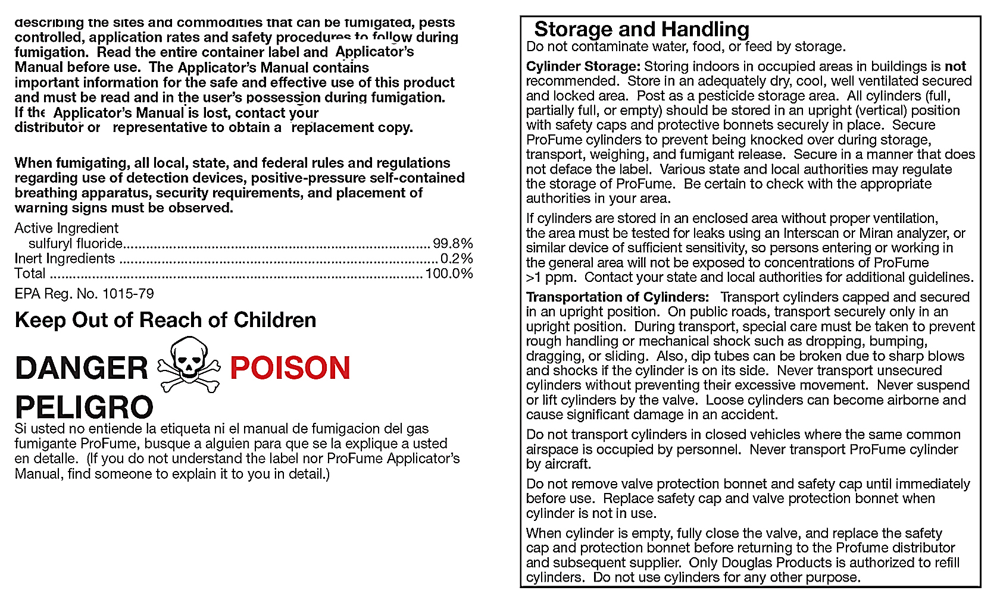 describing the sites and commodities that can be fumigated, pests
controlled, application rates and safety procedures to follow during
fumigation. Read the entire container label and Applicator's
Manual before use. The Applicator's Manual contains
important information for the safe and effective use of this product
and must be read and in the user's possession during fumigation.
If the Applicator's Manual is lost, contact your
distributor or representative to obtain a replacement copy.
When fumigating, all local, state, and federal rules and regulations
regarding use of detection devices, positive-pressure self-contained
breathing apparatus, security requirements, and placement of
warning signs must be observed.
Active Ingredient
sulfuryl fluoride................................................................................ 99.8%
Inert Ingredients ................................................................................... 0.2%
Total ................................................................................................. 100.0%
EPA Reg. No. 1015-79
Keep Out of Reach of Children
DANGER POISON
PELIGRO
Si usted no entiende la etiqueta ni el manual de fumigacion del gas
fumigante ProFume, busque a alguien para que se la explique a usted
en detalle. (If you do not understand the label nor ProFume Applicator's
Manual, find someone to explain it to you in detail.)
Storage and Handling
Do not contaminate water, food, or feed by storage.
Cylinder Storage: Storing indoors in occupied areas in buildings is not
recommended. Store in an adequately dry, cool, well ventilated secured
and locked area. Post as a pesticide storage area. All cylinders (full,
partially full, or empty) should be stored in an upright (vertical) position
with safety caps and protective bonnets securely in place. Secure
ProFume cylinders to prevent being knocked over during storage,
transport, weighing, and fumigant release. Secure in a manner that does
not deface the label. Various state and local authorities may regulate
the storage of ProFume. Be certain to check with the appropriate
authorities in your area.
If cylinders are stored in an enclosed area without proper ventilation,
the area must be tested for leaks using an Interscan or Miran analyzer, or
similar device of sufficient sensitivity, so persons entering or working in
the general area will not be exposed to concentrations of ProFume
>1 ppm. Contact your state and local authorities for additional guidelines.
Transportation of Cylinders: Transport cylinders capped and secured
in an upright position. On public roads, transport securely only in an
upright position. During transport, special care must be taken to prevent
rough handling or mechanical shock such as dropping, bumping,
dragging, or sliding. Also, dip tubes can be broken due to sharp blows
and shocks if the cylinder is on its side. Never transport unsecured
cylinders without preventing their excessive movement. Never suspend
or lift cylinders by the valve. Loose cylinders can become airborne and
cause significant damage in an accident.
Do not transport cylinders in closed vehicles where the same common
airspace is occupied by personnel. Never transport ProFume cylinder
by aircraft.
Do not remove valve protection bonnet and safety cap until immediately
before use. Replace safety cap and valve protection bonnet when
cylinder is not in use.
When cylinder is empty, fully close the valve, and replace the safety
cap and protection bonnet before returning to the Profume distributor
and subsequent supplier. Only Douglas Products is authorized to refill
cylinders. Do not use cylinders for any other purpose.